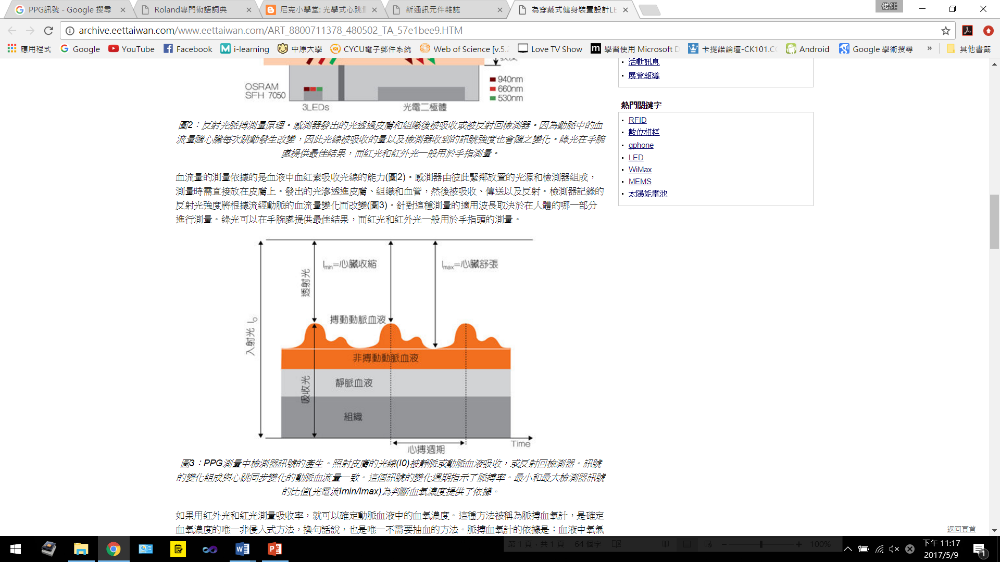 PPG訊號 - Google 搜尋
Roland專門術語詞典
尼克小學堂: 光學式心跳
新通訊元件雜誌
為穿戴式健身裝置設計LE
俊任
archive.eettaiwan.com/www.eettaiwan.com/ART_8800711378_480502_TA_57e1bee9.HTM
應用程式
Google
YouTube
Facebook
i-learning
中原大學
CYCU電子郵件系統
Web of Science [v.5.2
Love TV Show
學習使用 Microsoft D
卡提諾論壇-CK101.CO
Android
Google 學術搜尋
»
其他書籤
OSRAM
SFH 7050
3LEDs
光電二極體
940nm
660nm
530nm
活動訊息
展會報導
熱門關鍵字
RFID
數位相框
gphone
LED
WiMax
MEMS
太陽能電池
圖2：反射光脈搏測量原理。感測器發出的光透過皮膚和組織後被吸收或被反射回檢測器。因為動脈中的血
流量隨心臟每次跳動發生改變，因此光線被吸收的量以及檢測器收到的訊號強度也會隨之變化。綠光在手腕
處提供最佳結果，而紅光和紅外光一般用於手指測量。
血流量的測量依據的是血液中血紅素吸收光線的能力(圖2)。感測器由彼此緊鄰放置的光源和檢測器組成，
測量時需直接放在皮膚上。發出的光滲透進皮膚、組織和血管，然後被吸收、傳送以及反射。檢測器記錄的
反射光強度將根據流經動脈的血流量變化而改變(圖3)。針對這種測量的適用波長取決於在人體的哪一部分
進行測量。綠光可以在手腕處提供最佳結果，而紅光和紅外光一般用於手指頭的測量。
Imin=心臟收縮
Imax=心臟舒張
透射光
搏動動脈血液
入射光 IO
非搏動動脈血液
靜脈血液
吸收光
組織
Time
心搏週期
圖3：PPG測量中檢測器訊號的產生。照射皮膚的光線(I0)被靜脈或動脈血液吸收，或反射回檢測器。訊號
的變化組成與心跳同步變化的動脈血流量一致。這個訊號的變化週期指示了脈搏率。最小和最大檢測器訊號
的比值(光電流Imin/Imax)為判斷血氧濃度提供了依據。
如果用紅外光和紅光測量吸收率，就可以確定動脈血液中的血氧濃度。這種方法被稱為脈搏血氧計，是確定
血氧濃度的唯一非侵入式方法，換句話說，也是唯一不需要抽血的方法。脈搏血氧計的依據是：血液中氧氣
返回頁首
第 1 頁，共 1 頁
64 個字
100%
下午 11:17
2017/5/9
1